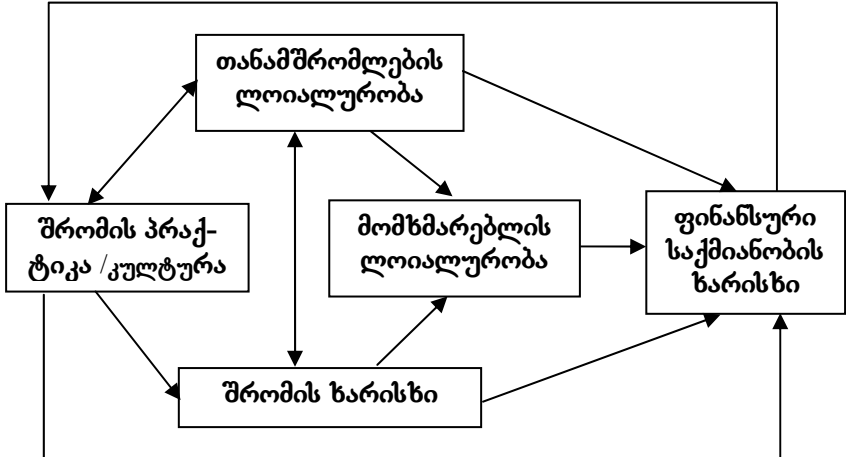 თანამშრომლების
ლოიალურობა
შრომის პრაქ-
ტიკა /კულტურა
მომხმარებლის
ლოიალურობა
ფინანსური
საქმიანობის
ხარისხი
შრომის ხარისხი